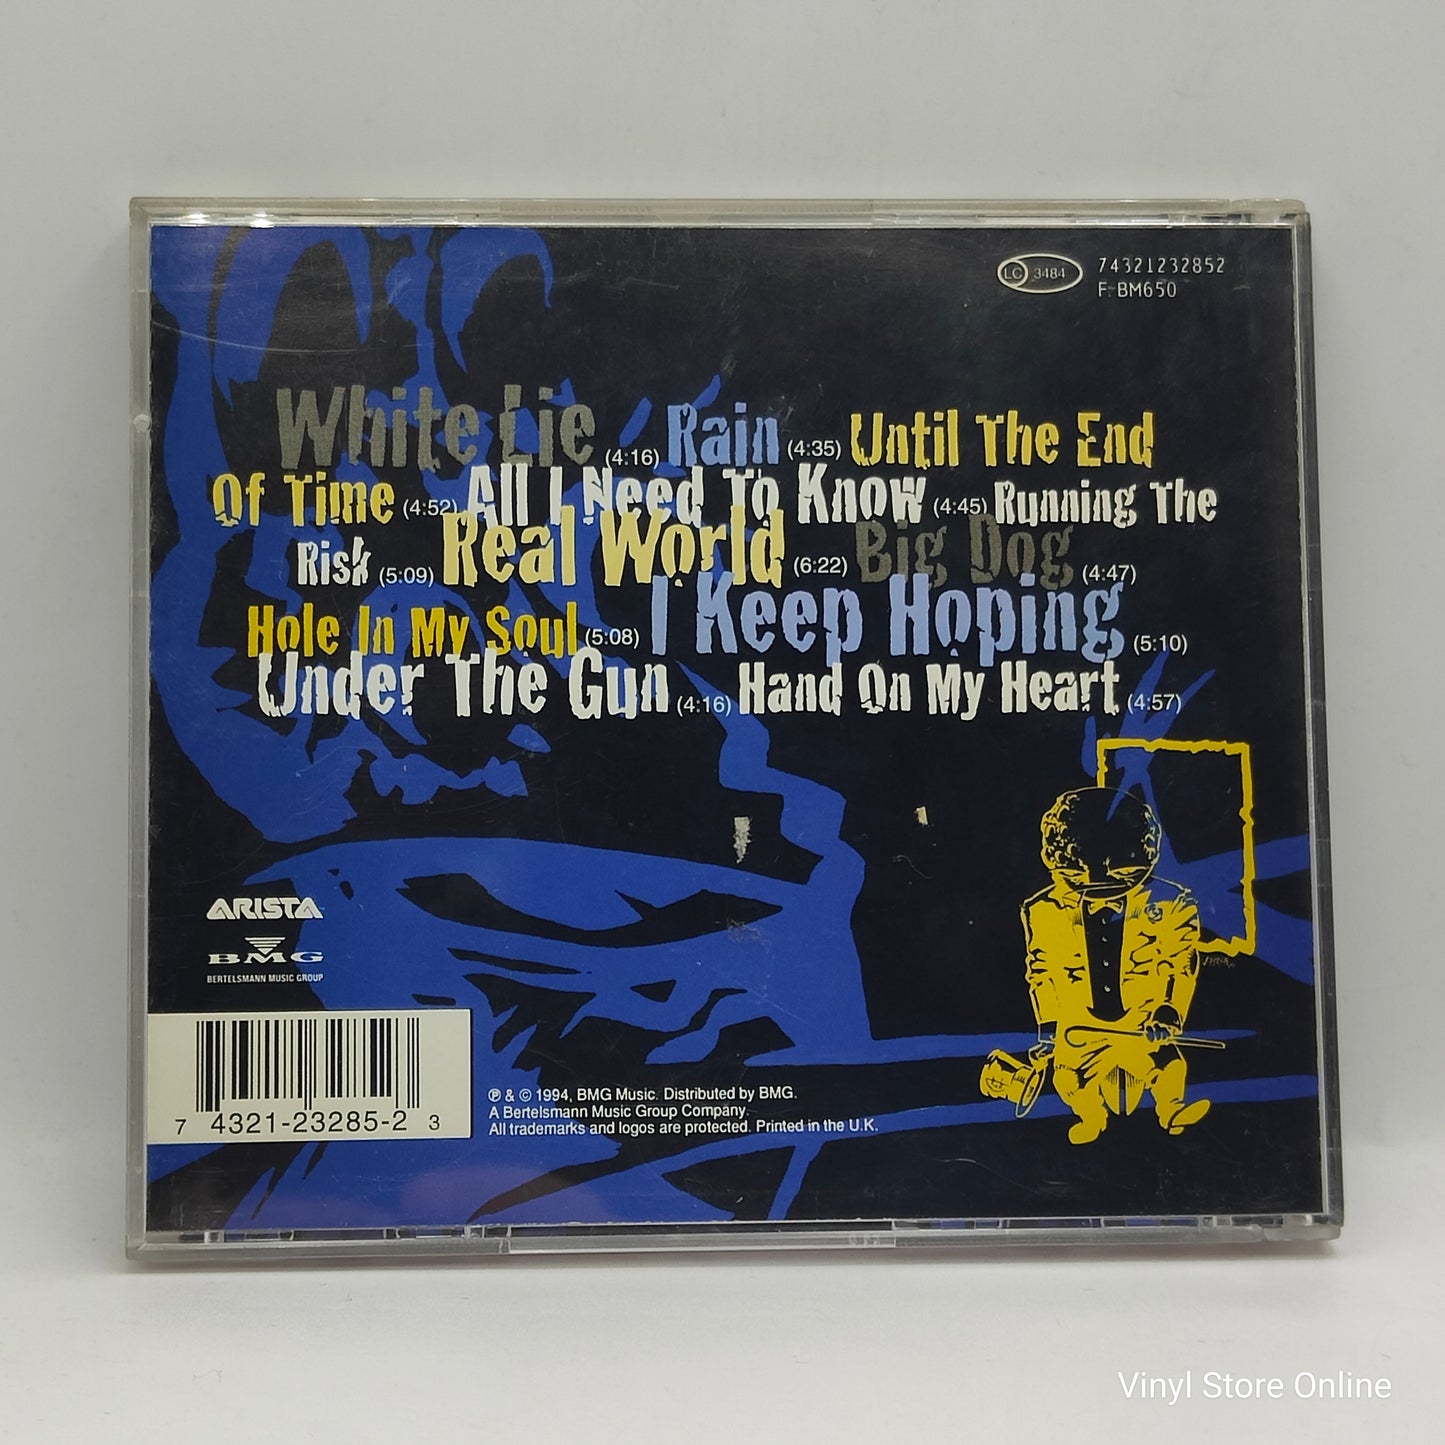 LC 3484
74321232852
F: BM650
White Lie (4:16) Rain (4:35) Until The End
Of Time (4:52) All I Need To Know (4:45) Running The
Risk (5:09) Real World (6:22) Big Dog (4:47)
Hole In My Soul (5:08) I Keep Hoping (5:10)
Under The Gun (4:16) Hand On My Heart (4:57)
ARISTA
BMG
BERTELSMANN MUSIC GROUP
7 4321-23285-2 3
℗ & © 1994, BMG Music. Distributed by BMG.
A Bertelsmann Music Group Company.
All trademarks and logos are protected. Printed in the U.K.
Vinyl Store Online